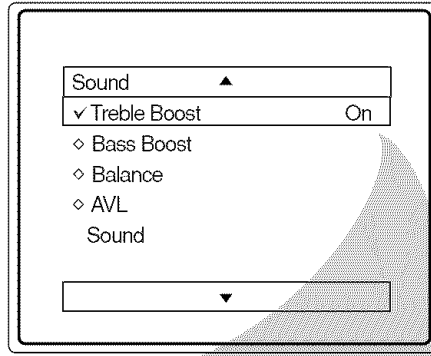 Sound ▲
✓ Treble Boost On
◇ Bass Boost
◇ Balance
◇ AVL
Sound
▼